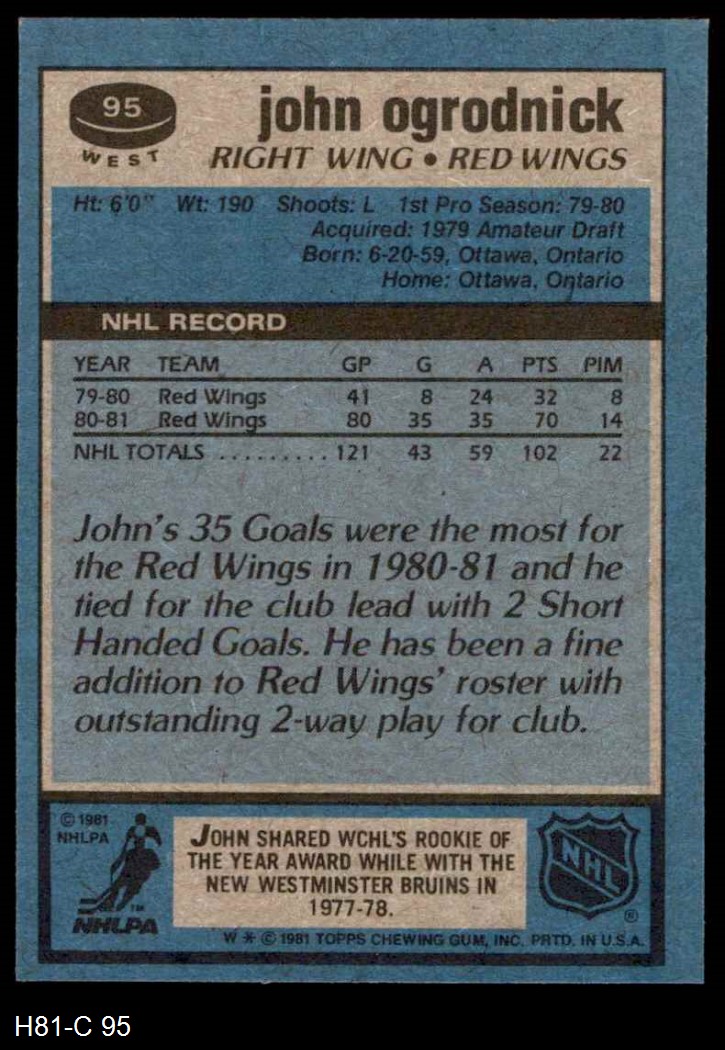 95
WEST
john ogrodnick
RIGHT WING • RED WINGS
Ht: 6'0" Wt: 190 Shoots: L 1st Pro Season: 79-80
Acquired: 1979 Amateur Draft
Born: 6-20-59, Ottawa, Ontario
Home: Ottawa, Ontario
NHL RECORD
YEAR TEAM GP G A PTS PIM
79-80 Red Wings 41 8 24 32 8
80-81 Red Wings 80 35 35 70 14
NHL TOTALS ......... 121 43 59 102 22
John's 35 Goals were the most for
the Red Wings in 1980-81 and he
tied for the club lead with 2 Short
Handed Goals. He has been a fine
addition to Red Wings' roster with
outstanding 2-way play for club.
© 1981
NHLPA
NHLPA
JOHN SHARED WCHL'S ROOKIE OF
THE YEAR AWARD WHILE WITH THE
NEW WESTMINSTER BRUINS IN
1977-78.
NHL
®
W * © 1981 TOPPS CHEWING GUM, INC. PRTD. IN U.S.A.
H81-C 95